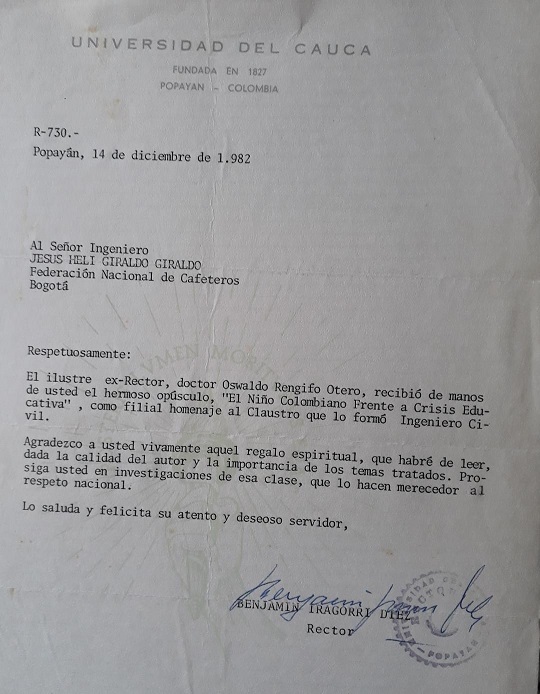 UNIVERSIDAD DEL CAUCA
FUNDADA EN 1827
POPAYAN - COLOMBIA
R-730.-
Popayán, 14 de diciembre de 1.982
Al Señor Ingeniero
JESUS HELI GIRALDO GIRALDO
Federación Nacional de Cafeteros
Bogotá
Respetuosamente:
El ilustre ex-Rector, doctor Oswaldo Rengifo Otero, recibió de manos
de usted el hermoso opúsculo, "El Niño Colombiano Frente a Crisis Edu-
cativa" , como filial homenaje al Claustro que lo formó Ingeniero Ci-
vil.
Agradezco a usted vivamente aquel regalo espiritual, que habré de leer,
dada la calidad del autor y la importancia de los temas tratados. Pro-
siga usted en investigaciones de esa clase, que lo hacen merecedor al
respeto nacional.
Lo saluda y felicita su atento y deseoso servidor,
BENJAMIN IRAGORRI DIEZ
Rector
POPAYAN